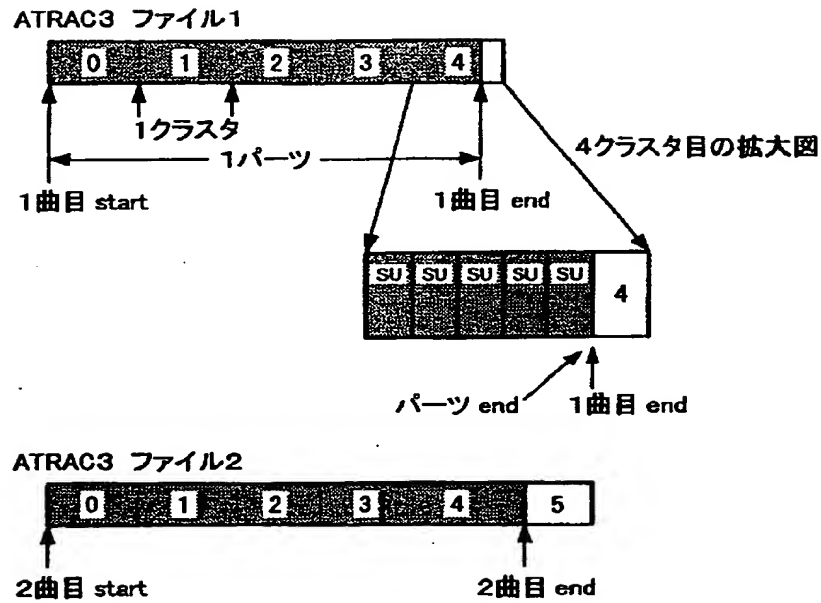 ATRAC3 ファイル1
0 1 2 3 4
1クラスタ
1パーツ
4クラスタ目の拡大図
1曲目 start
1曲目 end
SU SU SU SU SU
4
パーツ end
1曲目 end
ATRAC3 ファイル2
0 1 2 3 4 5
2曲目 start
2曲目 end